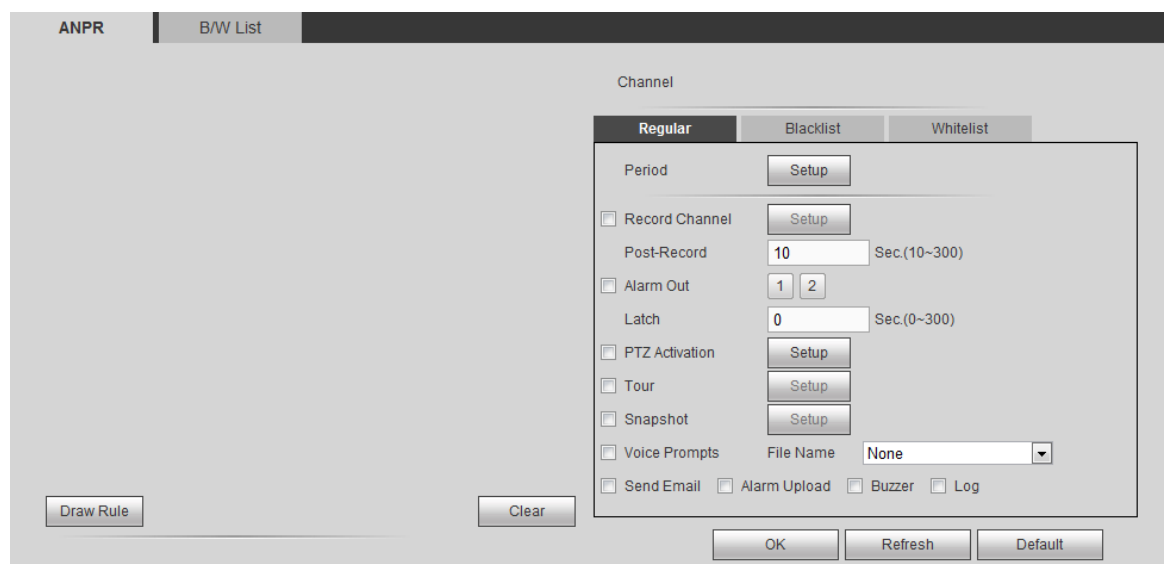 ANPR B/W List
Channel
Regular Blacklist Whitelist
Period Setup
Record Channel Setup
Post-Record 10 Sec.(10~300)
Alarm Out 1 2
Latch 0 Sec.(0~300)
PTZ Activation Setup
Tour Setup
Snapshot Setup
Voice Prompts File Name None
Send Email Alarm Upload Buzzer Log
Draw Rule Clear
OK Refresh Default